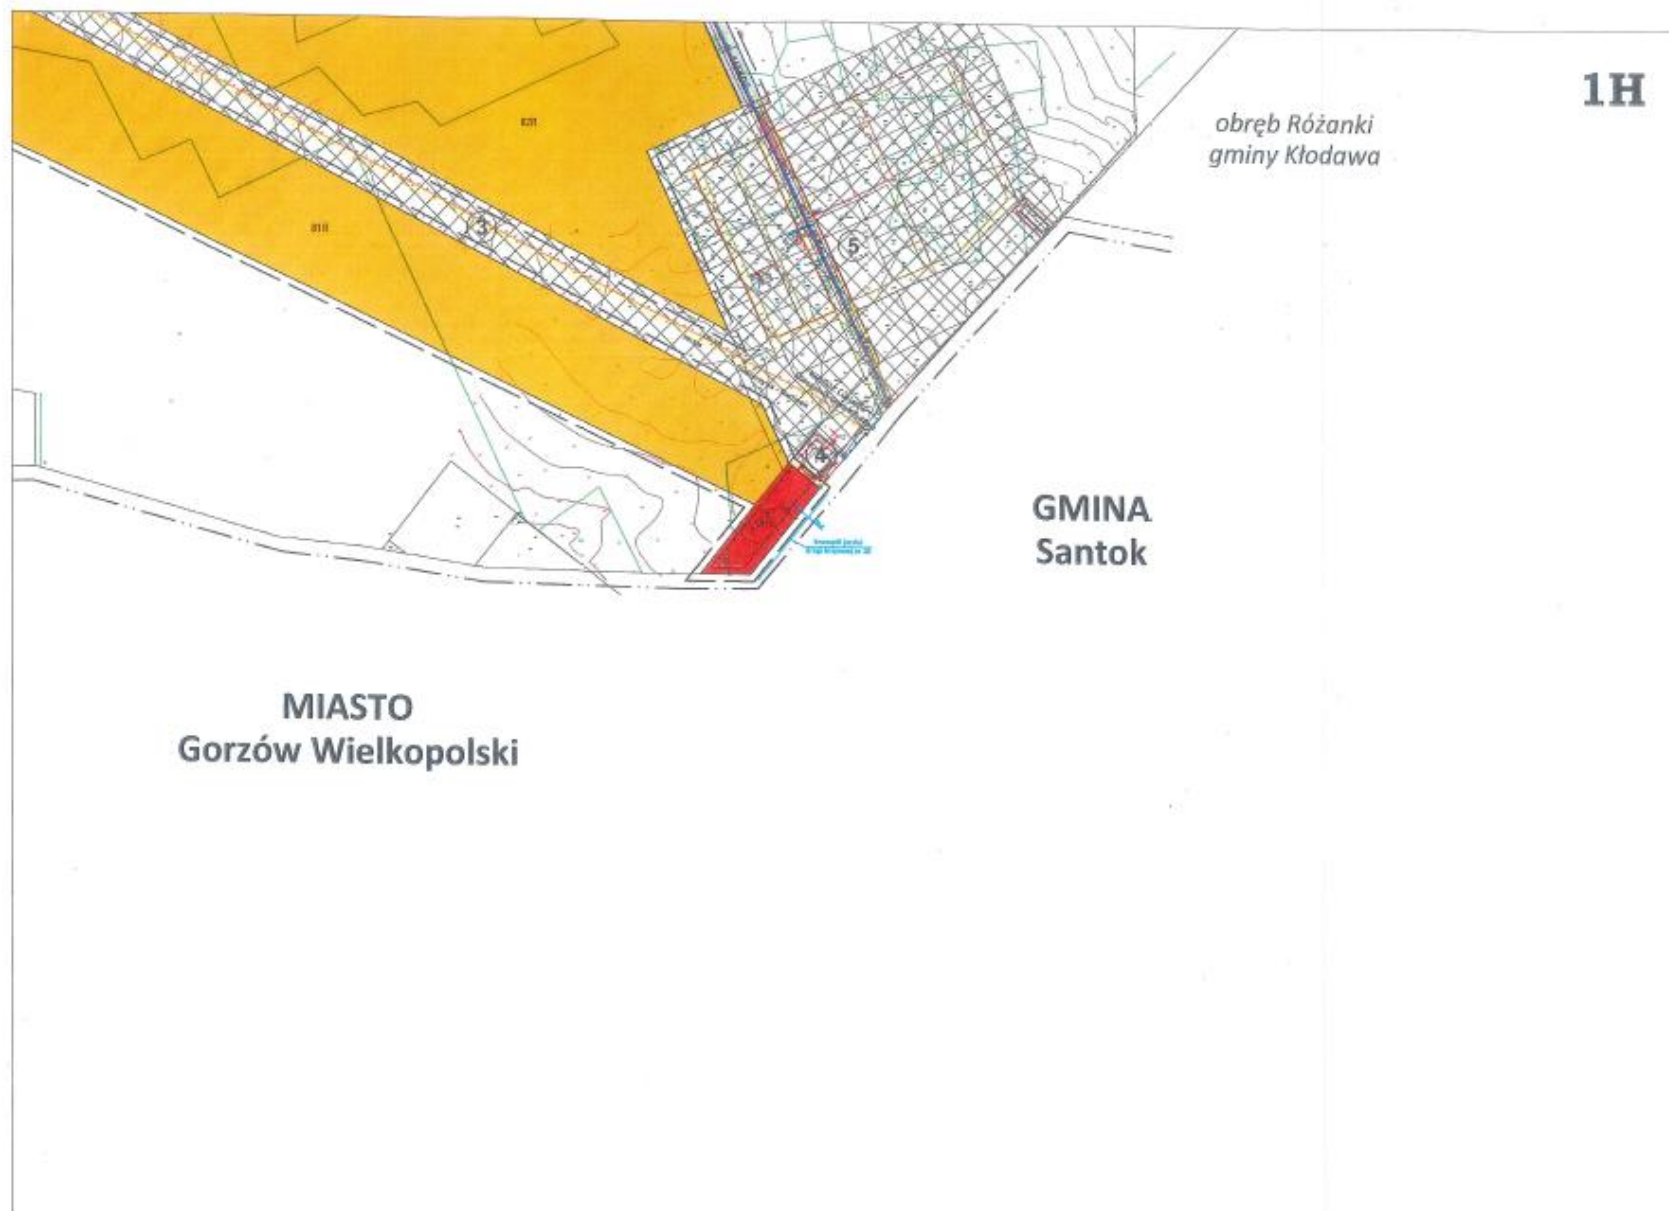 1H
obręb Różanki
gminy Kłodawa
3
5
4
GMINA
Santok
MIASTO
Gorzów Wielkopolski